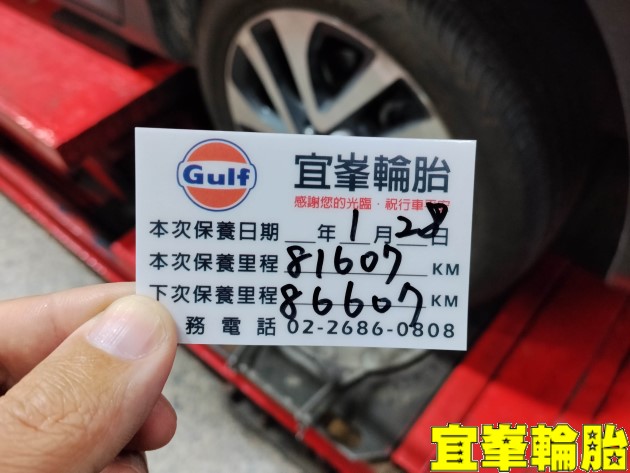 Gulf
宜峯輪胎
感謝您的光臨・祝行車平安
本次保養日期 __年 1 月 28 日
本次保養里程 81607 KM
下次保養里程 86607 KM
務電話 02-2686-0808
宜峯輪胎